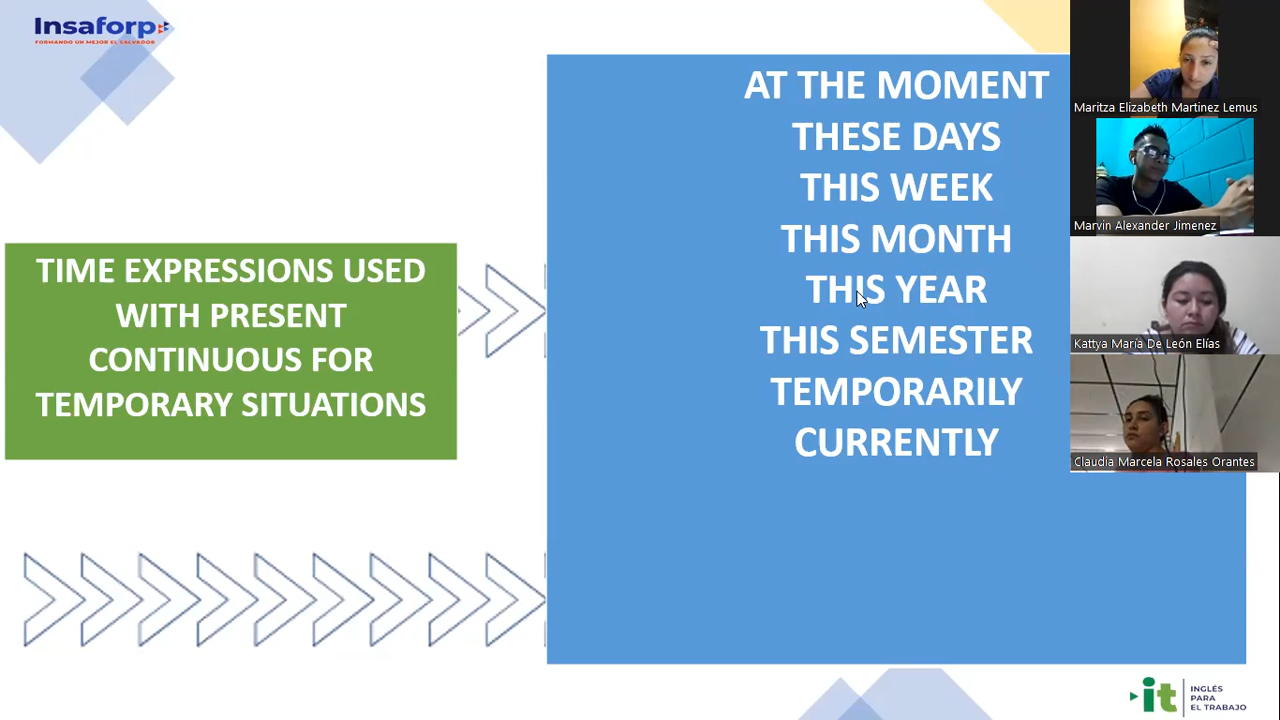 Insaforp
FORMANDO UN MEJOR EL SALVADOR
TIME EXPRESSIONS USED
WITH PRESENT
CONTINUOUS FOR
TEMPORARY SITUATIONS
AT THE MOMENT
THESE DAYS
THIS WEEK
THIS MONTH
THIS YEAR
THIS SEMESTER
TEMPORARILY
CURRENTLY
Maritza Elizabeth Martinez Lemus
Marvin Alexander Jimenez
Kattya María De León Elías
Claudia Marcela Rosales Orantes
it
INGLÉS
PARA
EL TRABAJO